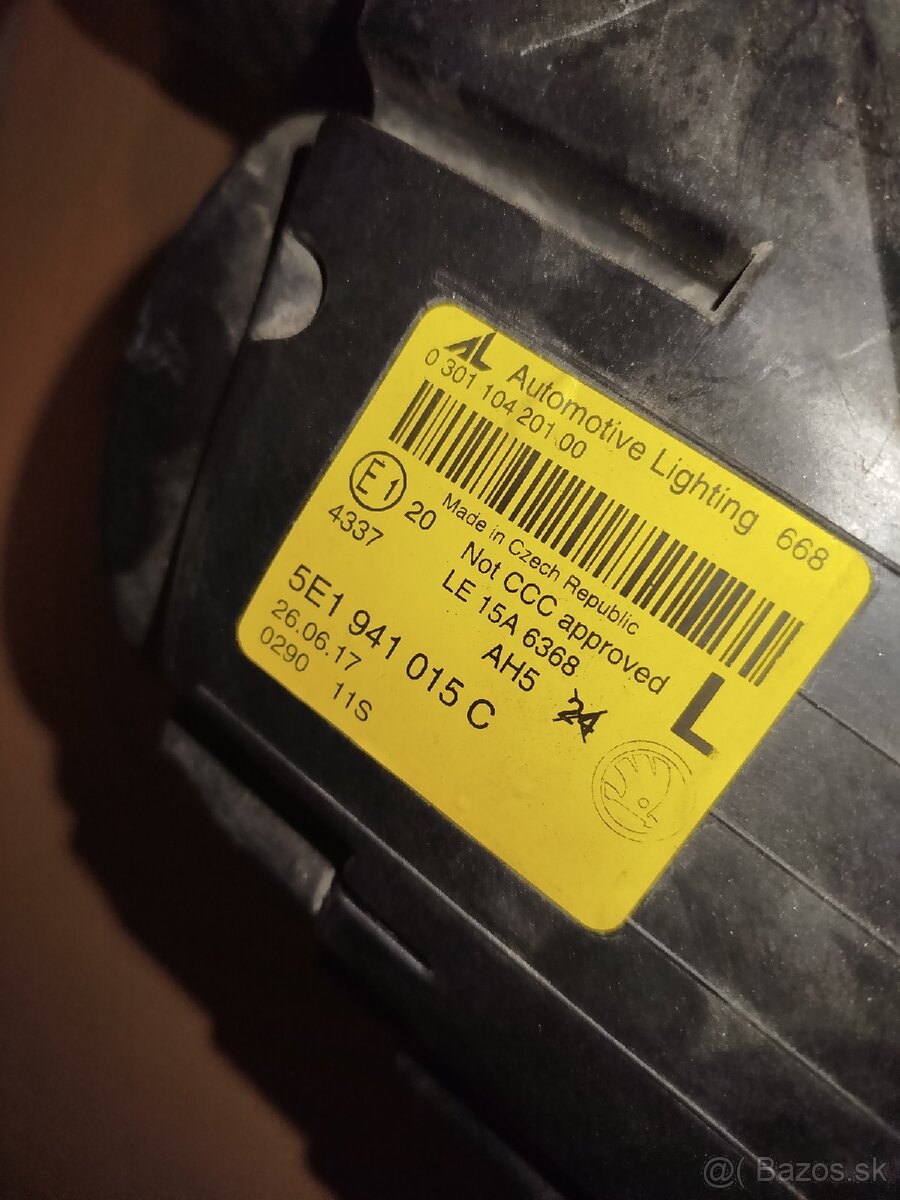 AL Automotive Lighting 668
0 301 104 201 00
E1 20
4337
Made in Czech Republic
Not CCC approved
LE 15A 6368
AH5 24
L
5E1 941 015 C
26.06.17
0290 11S
@( Bazos.sk